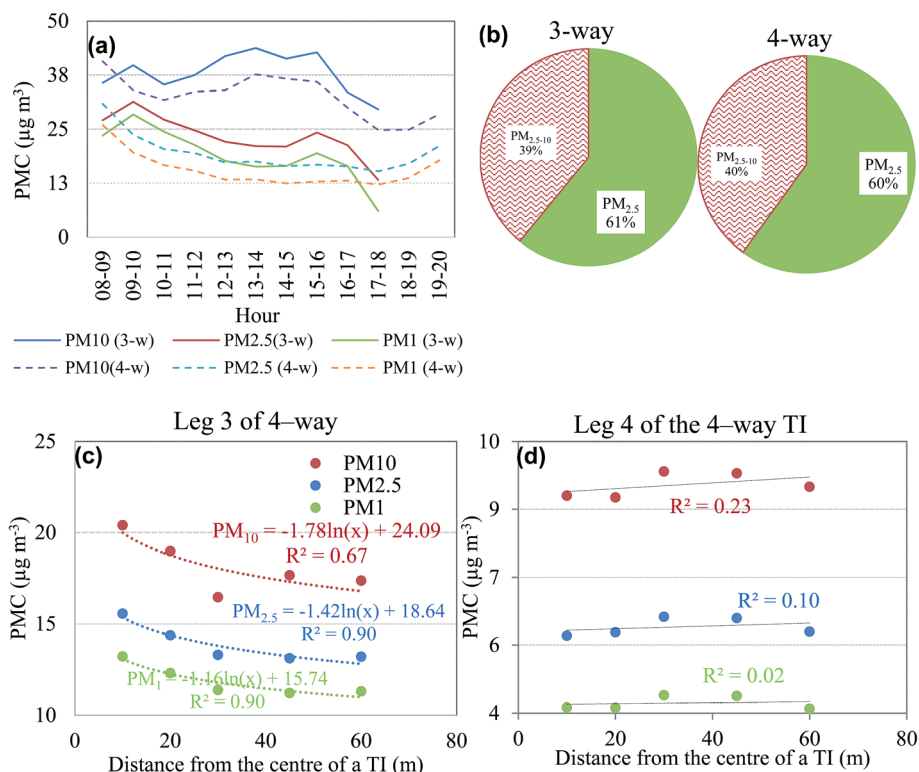 (a)
PMC (µg m³)
50
38
25
13
0
08-09
09-10
10-11
11-12
12-13
13-14
14-15
15-16
16-17
17-18
18-19
19-20
Hour
PM10 (3-w) PM2.5(3-w) PM1 (3-w)
PM10(4-w) PM2.5 (4-w) PM1 (4-w)
(b)
3-way
PM2.5-10
39%
PM2.5
61%
4-way
PM2.5-10
40%
PM2.5
60%
Leg 3 of 4–way
(c)
PMC (µg m-3)
25
20
15
10
PM10
PM2.5
PM1
PM10 = -1.78ln(x) + 24.09
R² = 0.67
PM2.5 = -1.42ln(x) + 18.64
R² = 0.90
PM1 = -1.16ln(x) + 15.74
R² = 0.90
0 20 40 60 80
Distance from the centre of a TI (m)
Leg 4 of the 4–way TI
(d)
PMC (µg m-3)
10
9
7
6
4
R² = 0.23
R² = 0.10
R² = 0.02
0 20 40 60 80
Distance from the centre of a TI (m)